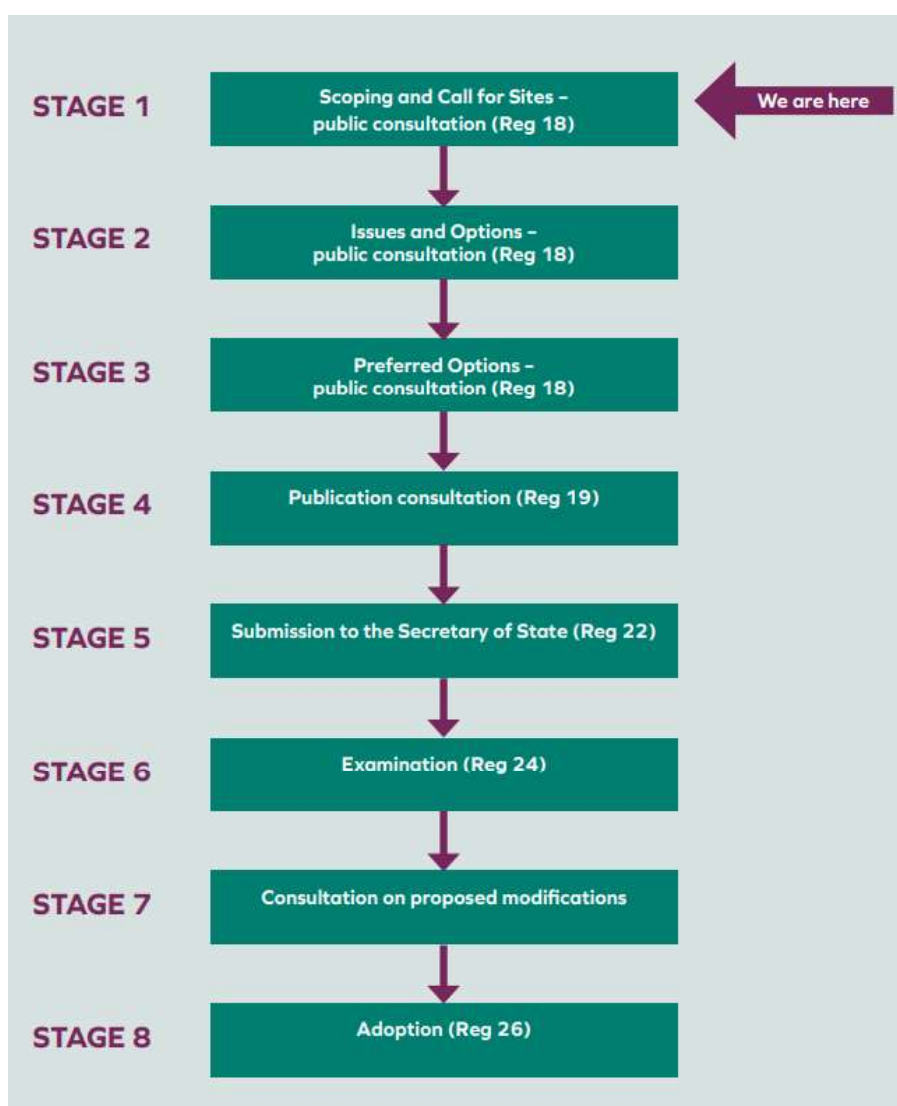 STAGE 1
Scoping and Call for Sites –
public consultation (Reg 18)
We are here
STAGE 2
Issues and Options –
public consultation (Reg 18)
STAGE 3
Preferred Options –
public consultation (Reg 18)
STAGE 4
Publication consultation (Reg 19)
STAGE 5
Submission to the Secretary of State (Reg 22)
STAGE 6
Examination (Reg 24)
STAGE 7
Consultation on proposed modifications
STAGE 8
Adoption (Reg 26)